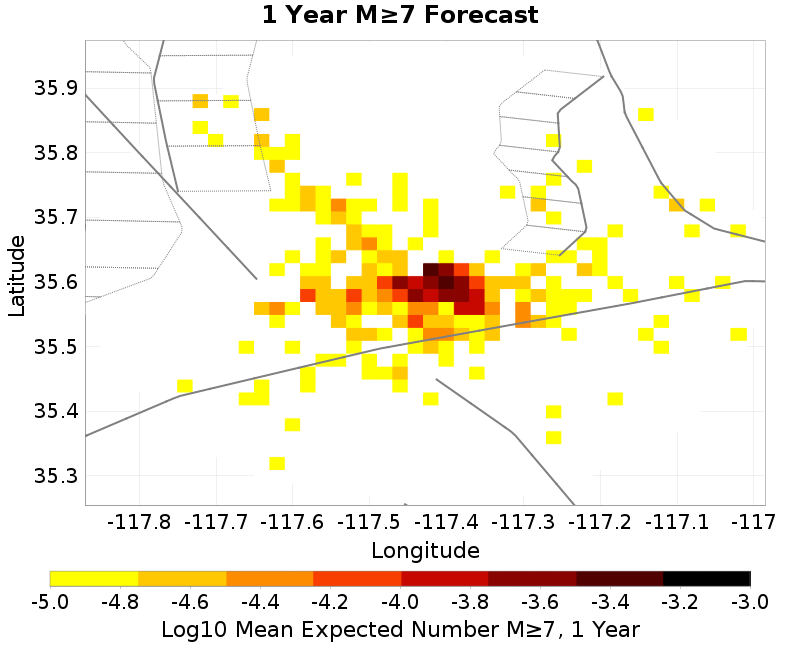 1 Year M≥7 Forecast
35.9
35.8
35.7
35.6
35.5
35.4
35.3
Latitude
-117.8 -117.7 -117.6 -117.5 -117.4 -117.3 -117.2 -117.1 -117
Longitude
-5.0 -4.8 -4.6 -4.4 -4.2 -4.0 -3.8 -3.6 -3.4 -3.2 -3.0
Log10 Mean Expected Number M≥7, 1 Year